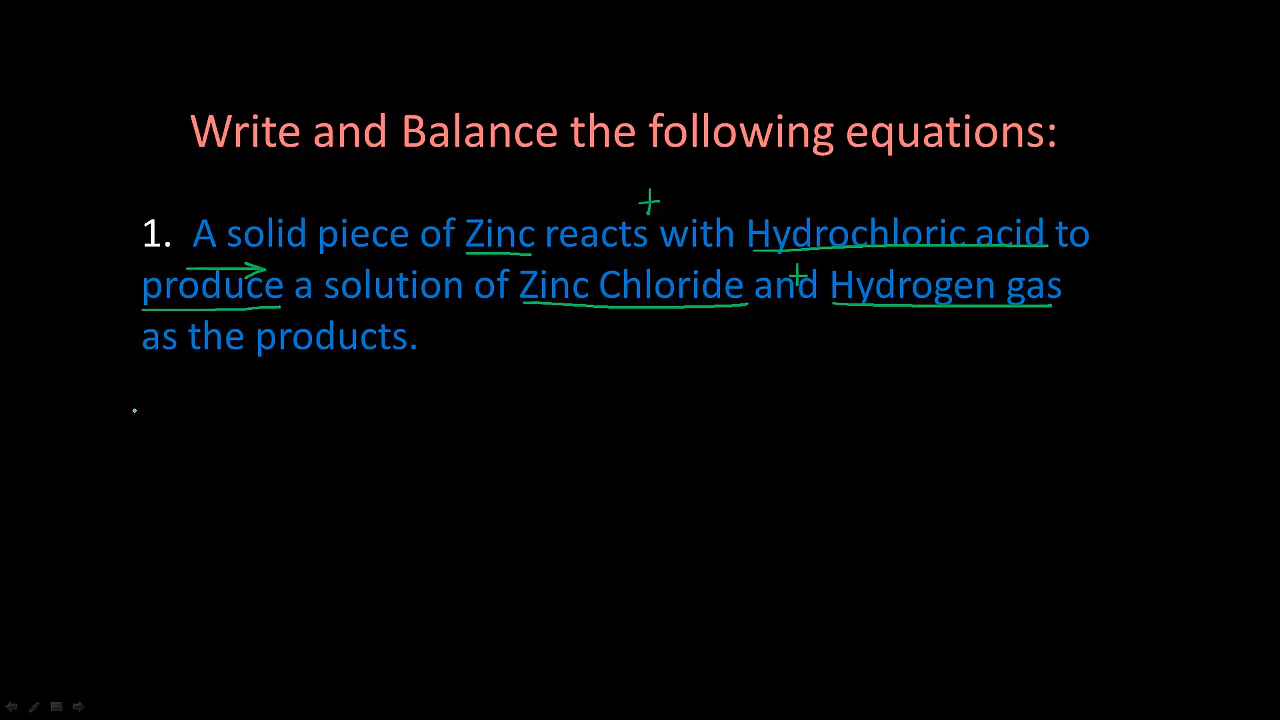 Write and Balance the following equations:
+
1. A solid piece of Zinc reacts with Hydrochloric acid to
produce a solution of Zinc Chloride and Hydrogen gas
+
as the products.